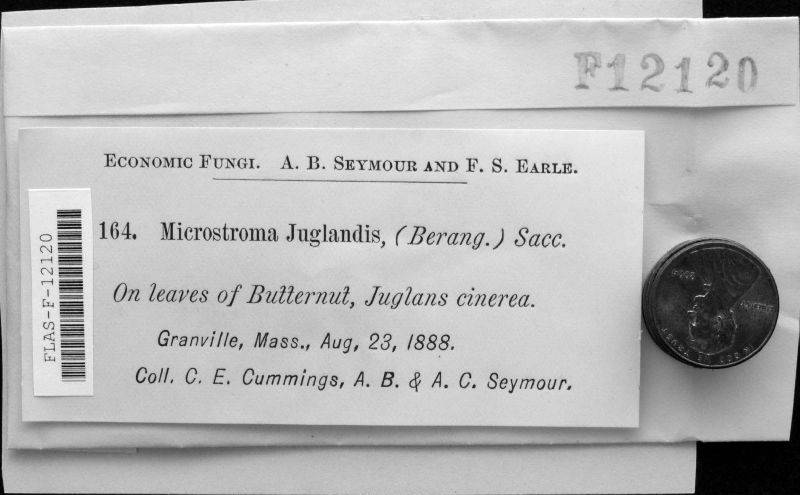 F12120
ECONOMIC FUNGI. A. B. SEYMOUR AND F. S. EARLE.
164. Microstroma Juglandis, (Berang.) Sacc.
On leaves of Butternut, Juglans cinerea.
Granville, Mass., Aug, 23, 1888.
Coll. C. E. Cummings, A. B. & A. C. Seymour.
FLAS-F-12120